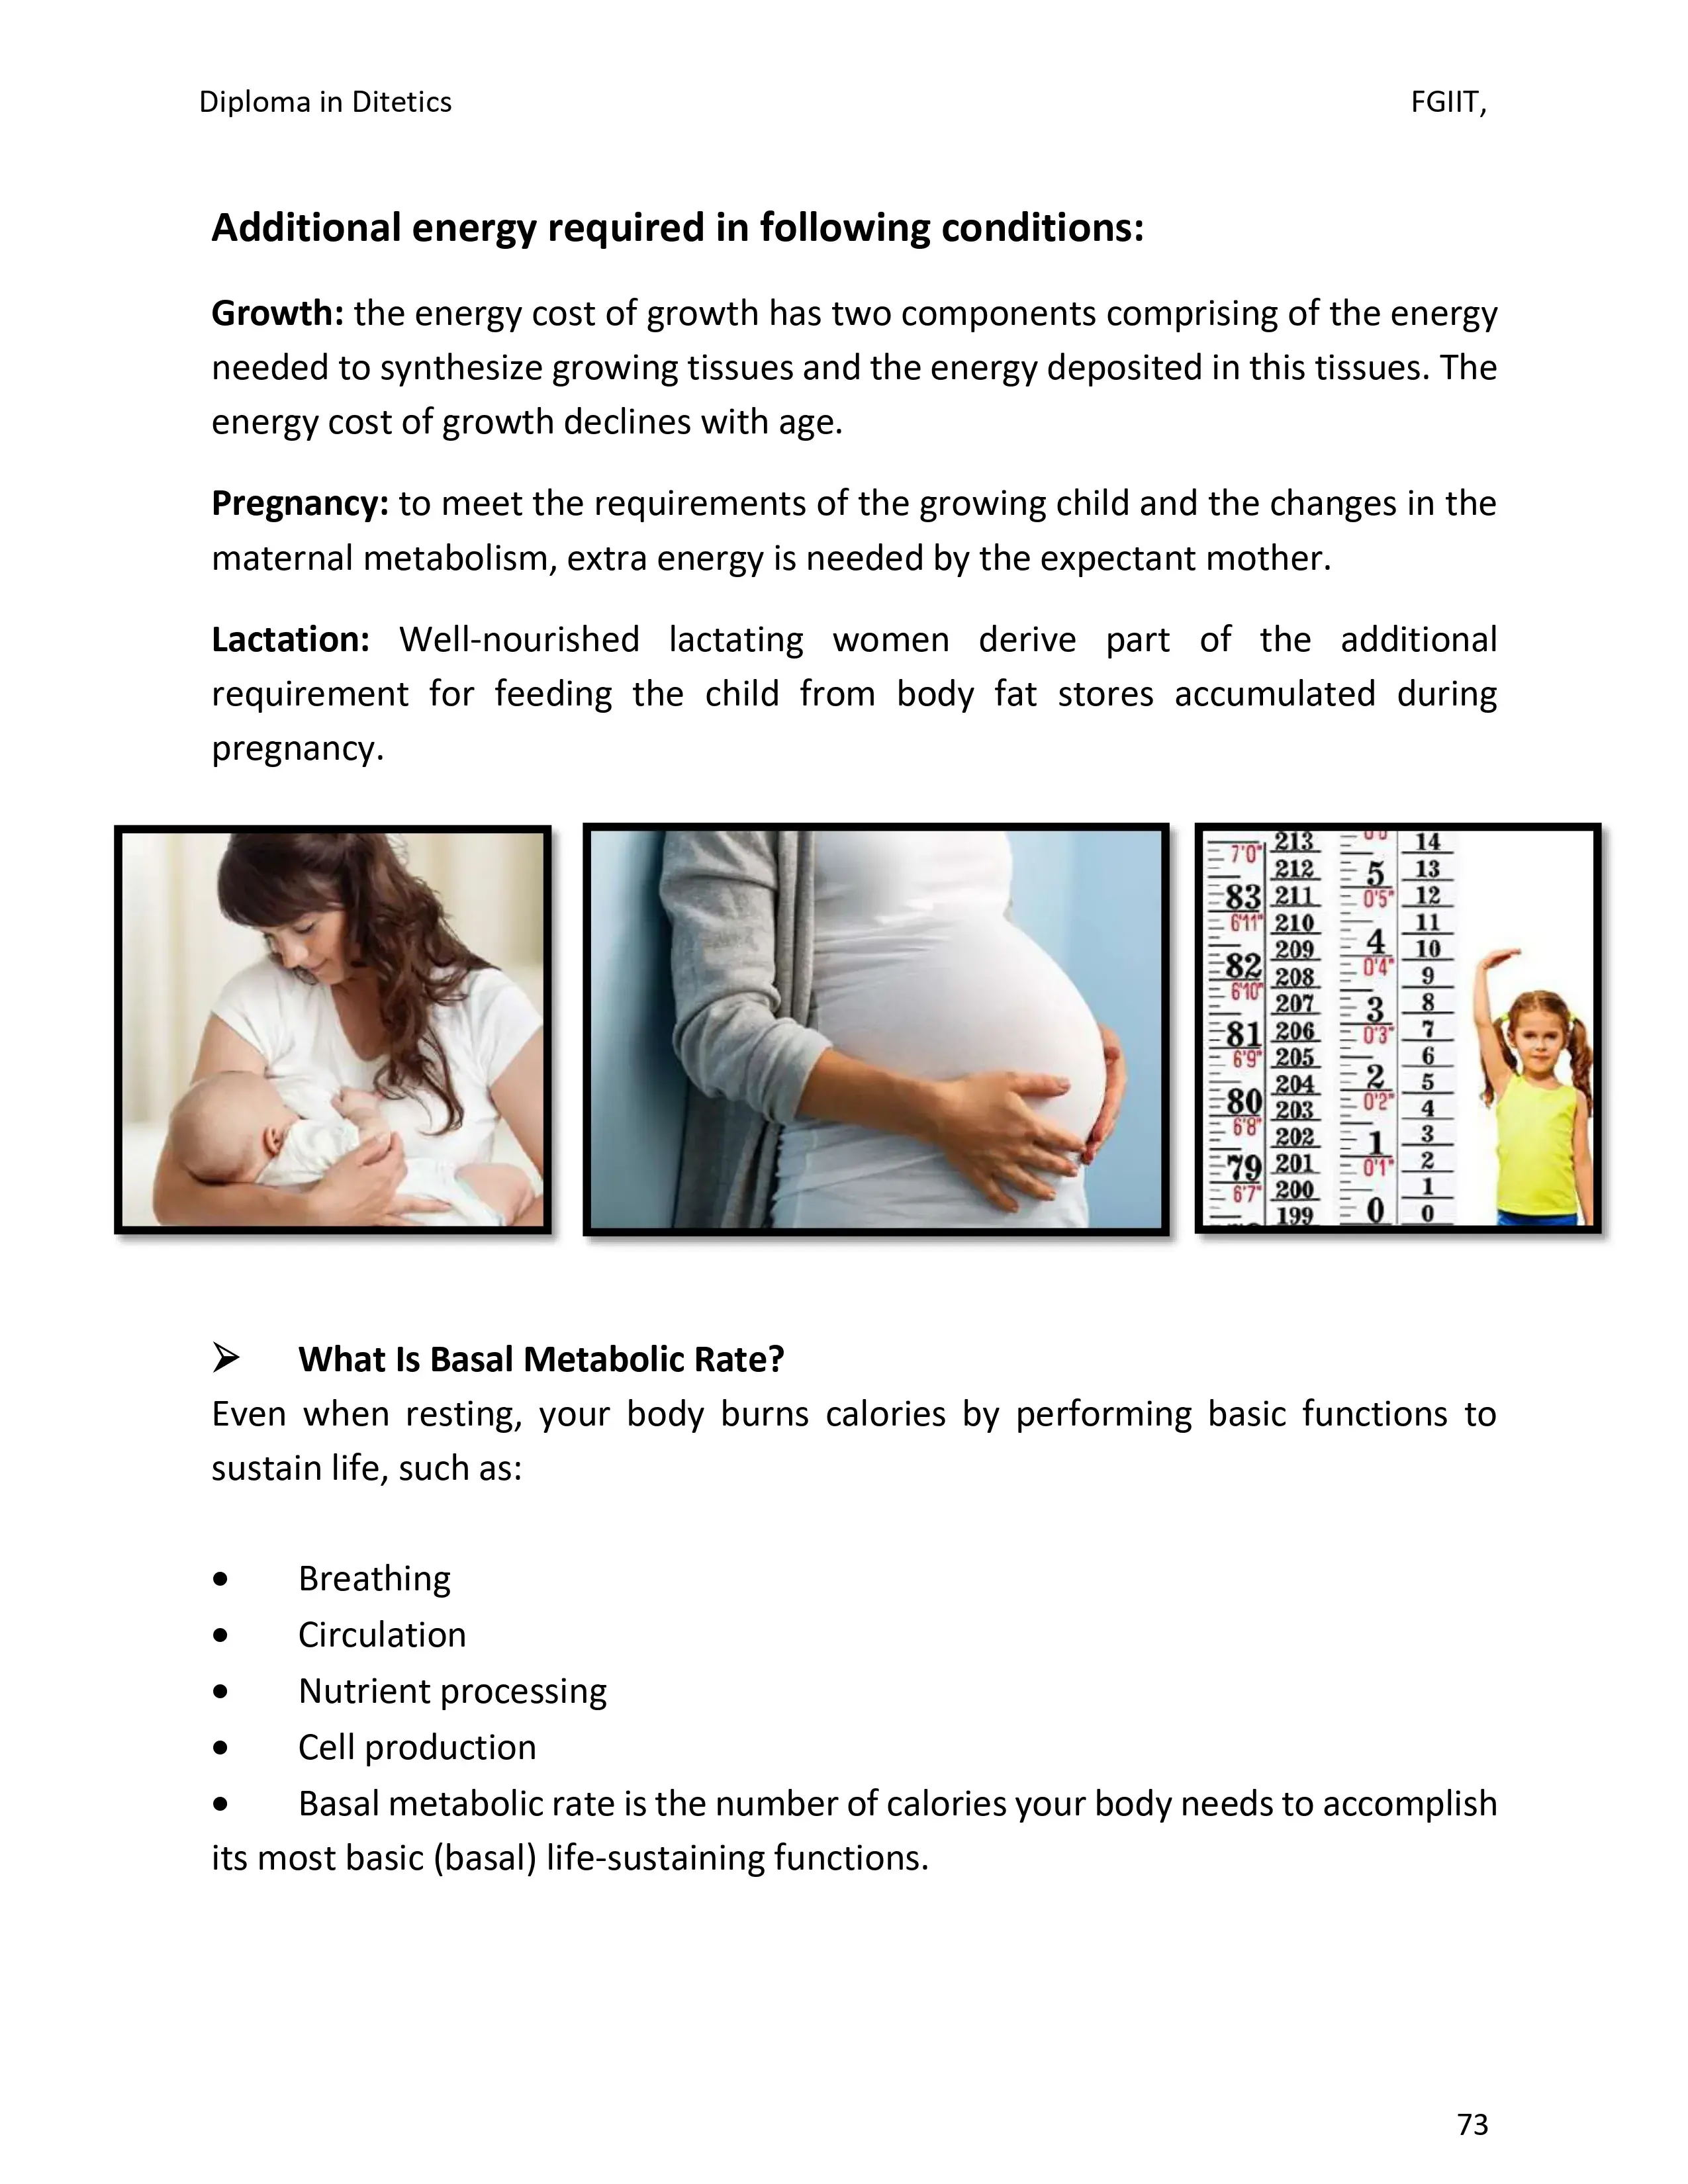 Diploma in Ditetics FGIIT,
Additional energy required in following conditions:
Growth: the energy cost of growth has two components comprising of the energy
needed to synthesize growing tissues and the energy deposited in this tissues. The
energy cost of growth declines with age.
Pregnancy: to meet the requirements of the growing child and the changes in the
maternal metabolism, extra energy is needed by the expectant mother.
Lactation: Well-nourished lactating women derive part of the additional
requirement for feeding the child from body fat stores accumulated during
pregnancy.
7'0" 213
212
83 211
6'11" 210
209
82 208
6'10" 207
81 206
6'9" 205
204
80 203
6'8" 202
79 201
6'7" 200
199
14
5 13
0'5" 12
11
4 10
0'4" 9
3 8
0'3" 7
6
2 5
0'2" 4
1 3
0'1" 2
1
0 0
➢ What Is Basal Metabolic Rate?
Even when resting, your body burns calories by performing basic functions to
sustain life, such as:
• Breathing
• Circulation
• Nutrient processing
• Cell production
• Basal metabolic rate is the number of calories your body needs to accomplish
its most basic (basal) life-sustaining functions.
73